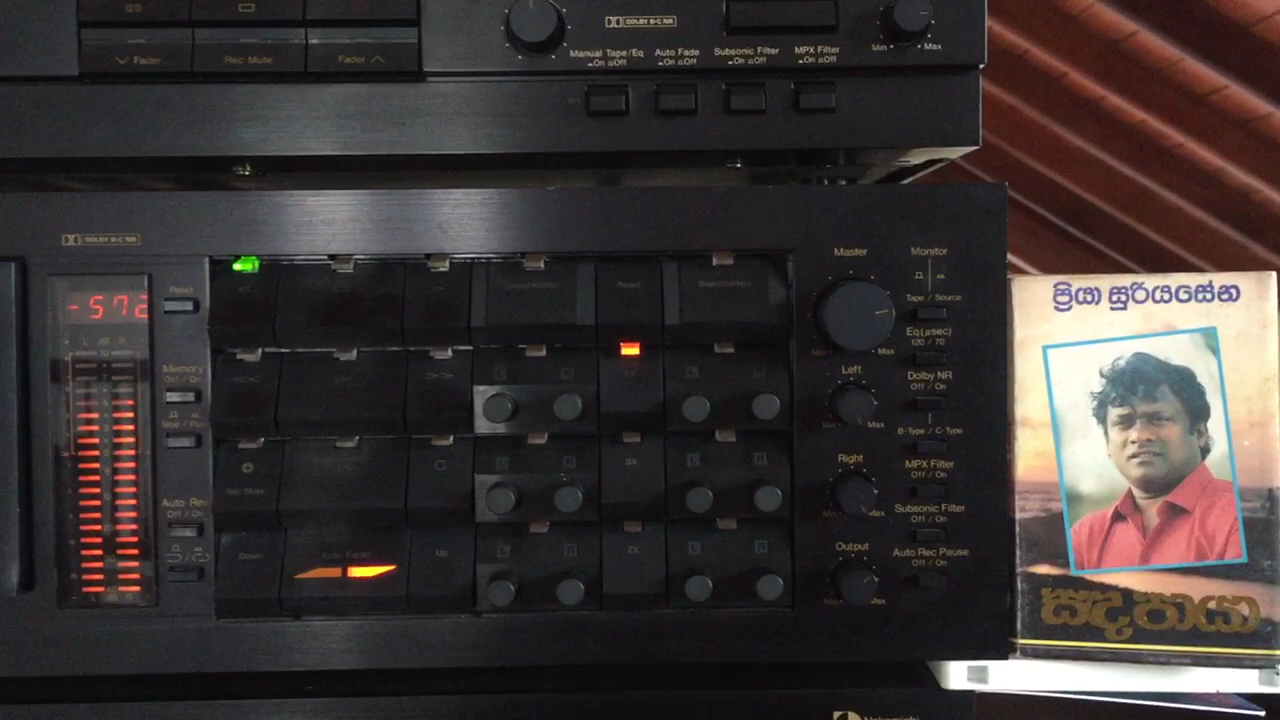 Fader
Rec Mute
Fader
DOLBY B-C NR
Manual Tape/Eq
On Off
Auto Fade
On Off
Subsonic Filter
On Off
MPX Filter
On Off
Min
Max
DOLBY B-C NR
-572
L dB R
Reset
Memory
Off / On
Auto Rev
Off / On
<<
>>
Rec Mute
Down
Auto Fader
Up
Reset
L R
L R
L R
L R
L R
L R
Master
Min Max
Left
Min Max
Right
Min Max
Output
Min Max
Monitor
Tape / Source
Eq (μsec)
120 / 70
Dolby NR
Off / On
B-Type / C-Type
MPX Filter
Off / On
Subsonic Filter
Off / On
Auto Rec Pause
Off / On
ප්‍රියා සූරියසේන
සඳ පායා
Nakamichi